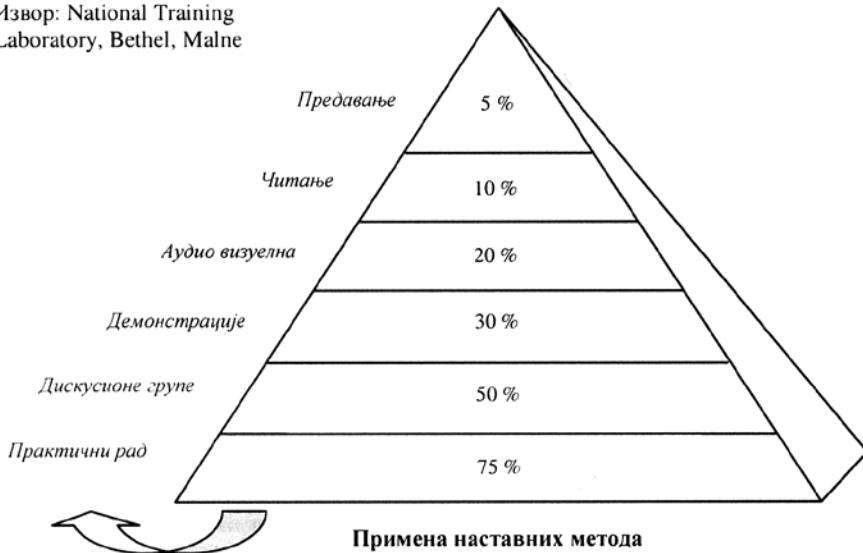 Извор: National Training
Laboratory, Bethel, Malne
Предавање 5 %
Читање 10 %
Аудио визуелна 20 %
Демонстрације 30 %
Дискусионе групе 50 %
Практични рад 75 %
Примена наставних метода